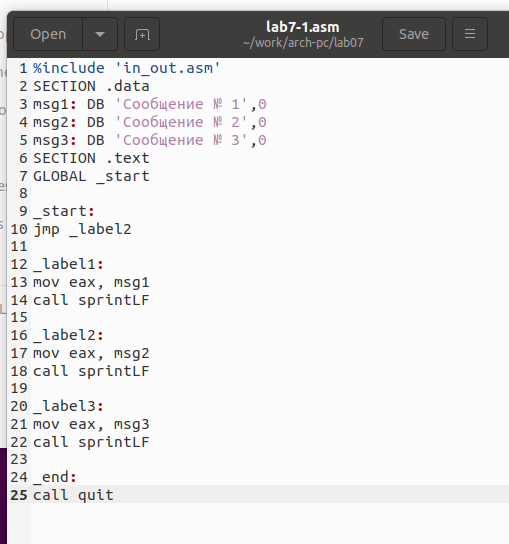 Open
lab7-1.asm
~/work/arch-pc/lab07
Save
1 %include 'in_out.asm'
2 SECTION .data
3 msg1: DB 'Сообщение № 1',0
4 msg2: DB 'Сообщение № 2',0
5 msg3: DB 'Сообщение № 3',0
6 SECTION .text
7 GLOBAL _start
8
9 _start:
10 jmp _label2
11
12 _label1:
13 mov eax, msg1
14 call sprintLF
15
16 _label2:
17 mov eax, msg2
18 call sprintLF
19
20 _label3:
21 mov eax, msg3
22 call sprintLF
23
24 _end:
25 call quit